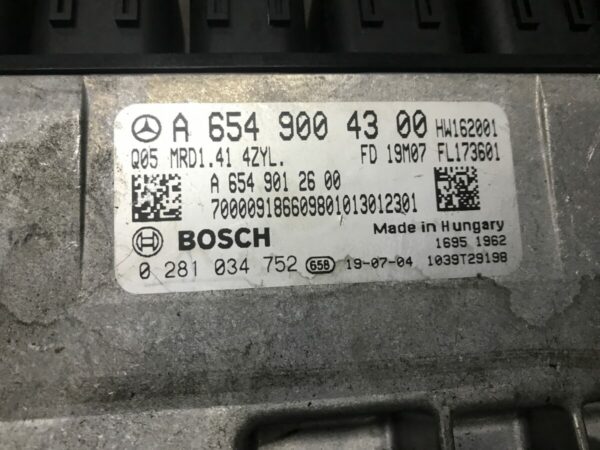 A 654 900 43 00 HW162001
Q05 MRD1.41 4ZYL. FD 19M07 FL173601
A 654 901 26 00
70000918660980101301 2301
BOSCH Made in Hungary
1695 1962
0 281 034 752 658 19-07-04 1039T29198